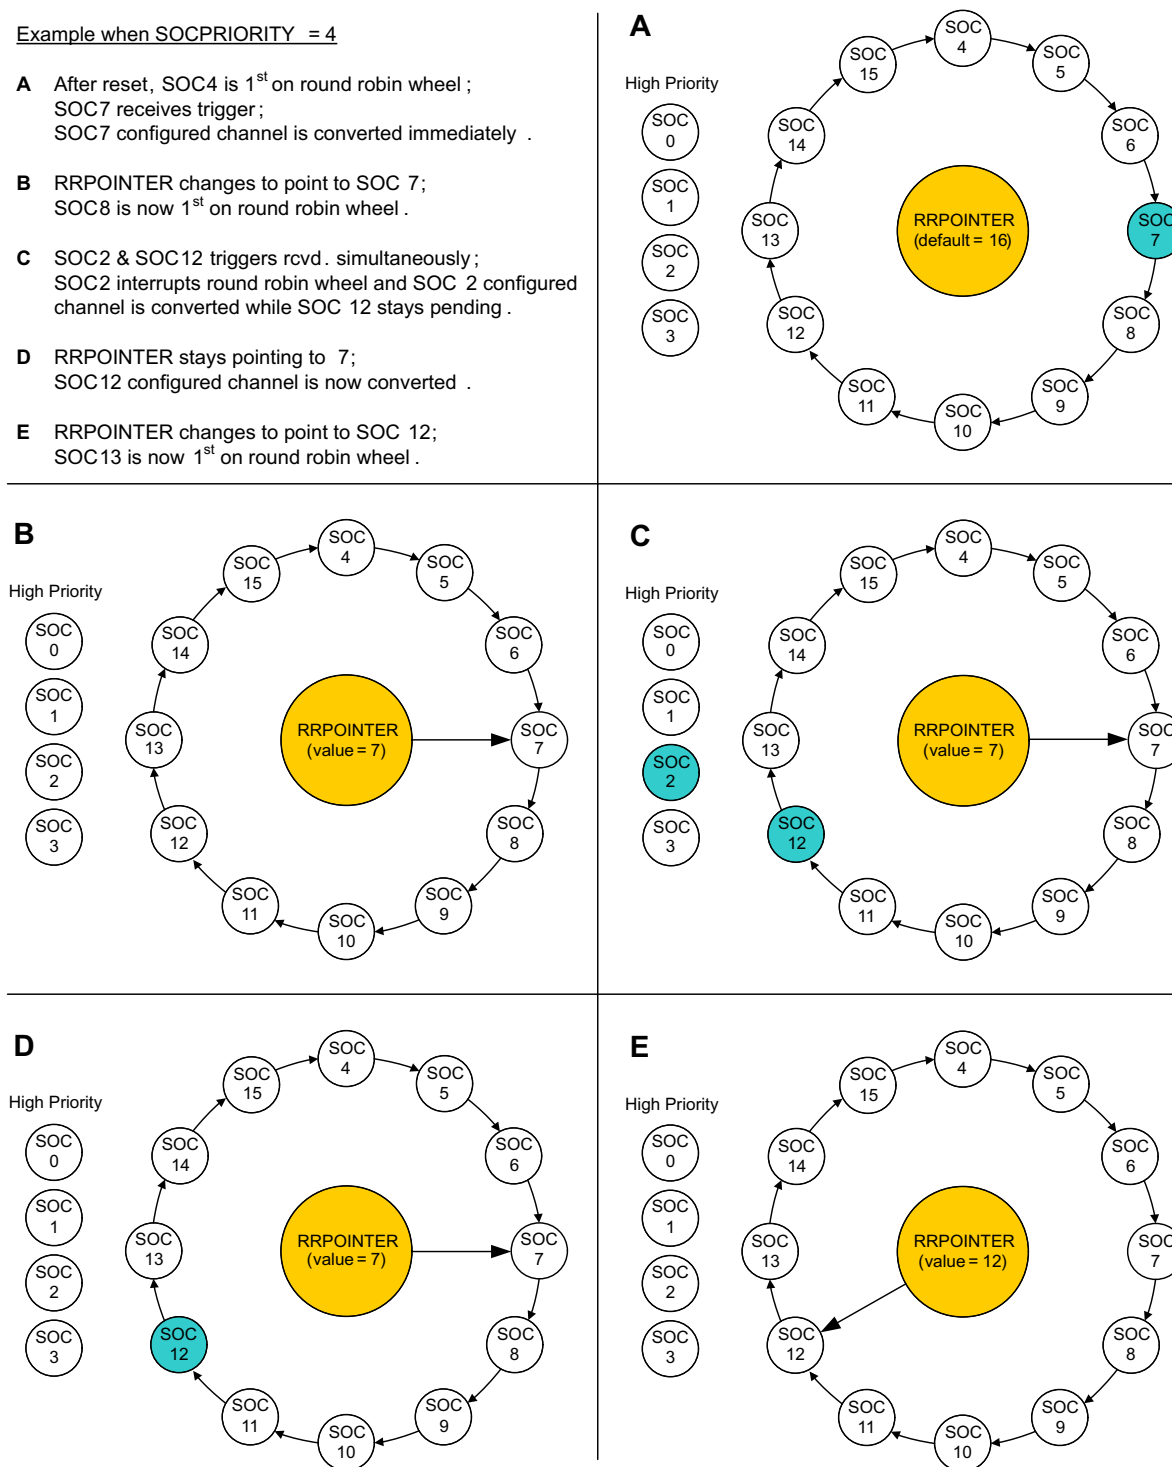 Example when SOCPRIORITY = 4
A After reset, SOC4 is 1st on round robin wheel;
SOC7 receives trigger;
SOC7 configured channel is converted immediately .
B RRPOINTER changes to point to SOC 7;
SOC8 is now 1st on round robin wheel .
C SOC2 & SOC12 triggers rcvd. simultaneously;
SOC2 interrupts round robin wheel and SOC 2 configured
channel is converted while SOC 12 stays pending .
D RRPOINTER stays pointing to 7;
SOC12 configured channel is now converted .
E RRPOINTER changes to point to SOC 12;
SOC13 is now 1st on round robin wheel .
A
High Priority
SOC
0
SOC
1
SOC
2
SOC
3
SOC
4
SOC
5
SOC
6
SOC
7
SOC
8
SOC
9
SOC
10
SOC
11
SOC
12
SOC
13
SOC
14
SOC
15
RRPOINTER
(default = 16)
B
High Priority
SOC
0
SOC
1
SOC
2
SOC
3
SOC
4
SOC
5
SOC
6
SOC
7
SOC
8
SOC
9
SOC
10
SOC
11
SOC
12
SOC
13
SOC
14
SOC
15
RRPOINTER
(value = 7)
C
High Priority
SOC
0
SOC
1
SOC
2
SOC
3
SOC
4
SOC
5
SOC
6
SOC
7
SOC
8
SOC
9
SOC
10
SOC
11
SOC
12
SOC
13
SOC
14
SOC
15
RRPOINTER
(value = 7)
D
High Priority
SOC
0
SOC
1
SOC
2
SOC
3
SOC
4
SOC
5
SOC
6
SOC
7
SOC
8
SOC
9
SOC
10
SOC
11
SOC
12
SOC
13
SOC
14
SOC
15
RRPOINTER
(value = 7)
E
High Priority
SOC
0
SOC
1
SOC
2
SOC
3
SOC
4
SOC
5
SOC
6
SOC
7
SOC
8
SOC
9
SOC
10
SOC
11
SOC
12
SOC
13
SOC
14
SOC
15
RRPOINTER
(value = 12)